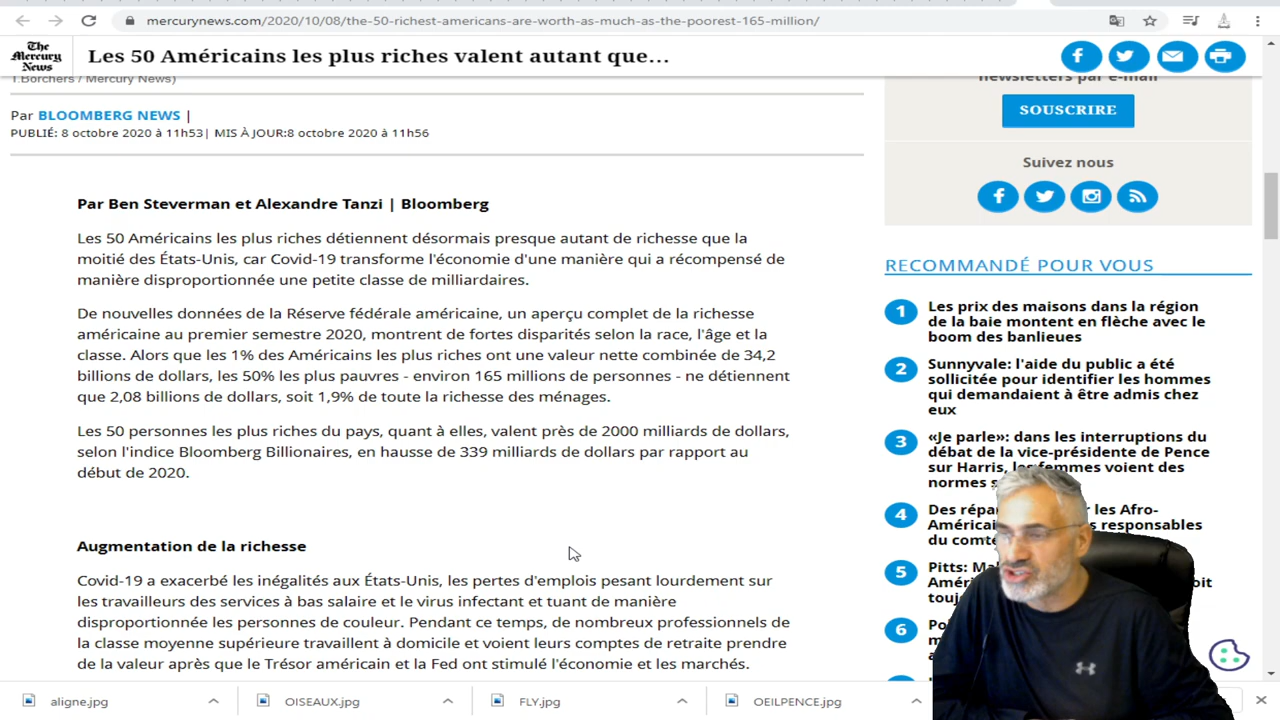 mercurynews.com/2020/10/08/the-50-richest-americans-are-worth-as-much-as-the-poorest-165-million/
The Mercury News
Les 50 Américains les plus riches valent autant que...
T.Borchers / Mercury News)
Par BLOOMBERG NEWS |
PUBLIÉ: 8 octobre 2020 à 11h53| MIS À JOUR:8 octobre 2020 à 11h56
Par Ben Steverman et Alexandre Tanzi | Bloomberg
Les 50 Américains les plus riches détiennent désormais presque autant de richesse que la
moitié des États-Unis, car Covid-19 transforme l'économie d'une manière qui a récompensé de
manière disproportionnée une petite classe de milliardaires.
De nouvelles données de la Réserve fédérale américaine, un aperçu complet de la richesse
américaine au premier semestre 2020, montrent de fortes disparités selon la race, l'âge et la
classe. Alors que les 1% des Américains les plus riches ont une valeur nette combinée de 34,2
billions de dollars, les 50% les plus pauvres - environ 165 millions de personnes - ne détiennent
que 2,08 billions de dollars, soit 1,9% de toute la richesse des ménages.
Les 50 personnes les plus riches du pays, quant à elles, valent près de 2000 milliards de dollars,
selon l'indice Bloomberg Billionaires, en hausse de 339 milliards de dollars par rapport au
début de 2020.
Augmentation de la richesse
Covid-19 a exacerbé les inégalités aux États-Unis, les pertes d'emplois pesant lourdement sur
les travailleurs des services à bas salaire et le virus infectant et tuant de manière
disproportionnée les personnes de couleur. Pendant ce temps, de nombreux professionnels de
la classe moyenne supérieure travaillent à domicile et voient leurs comptes de retraite prendre
de la valeur après que le Trésor américain et la Fed ont stimulé l'économie et les marchés.
newsletters par e-mail
SOUSCRIRE
Suivez nous
RECOMMANDÉ POUR VOUS
1 Les prix des maisons dans la région
de la baie montent en flèche avec le
boom des banlieues
2 Sunnyvale: l'aide du public a été
sollicitée pour identifier les hommes
qui demandaient à être admis chez
eux
3 «Je parle»: dans les interruptions du
débat de la vice-présidente de Pence
sur Harris, les femmes voient des
normes
4 Des les Afro-
responsables
du
5 Pitts:
6
aligne.jpg
OISEAUX.jpg
FLY.jpg
OEILPENCE.jpg